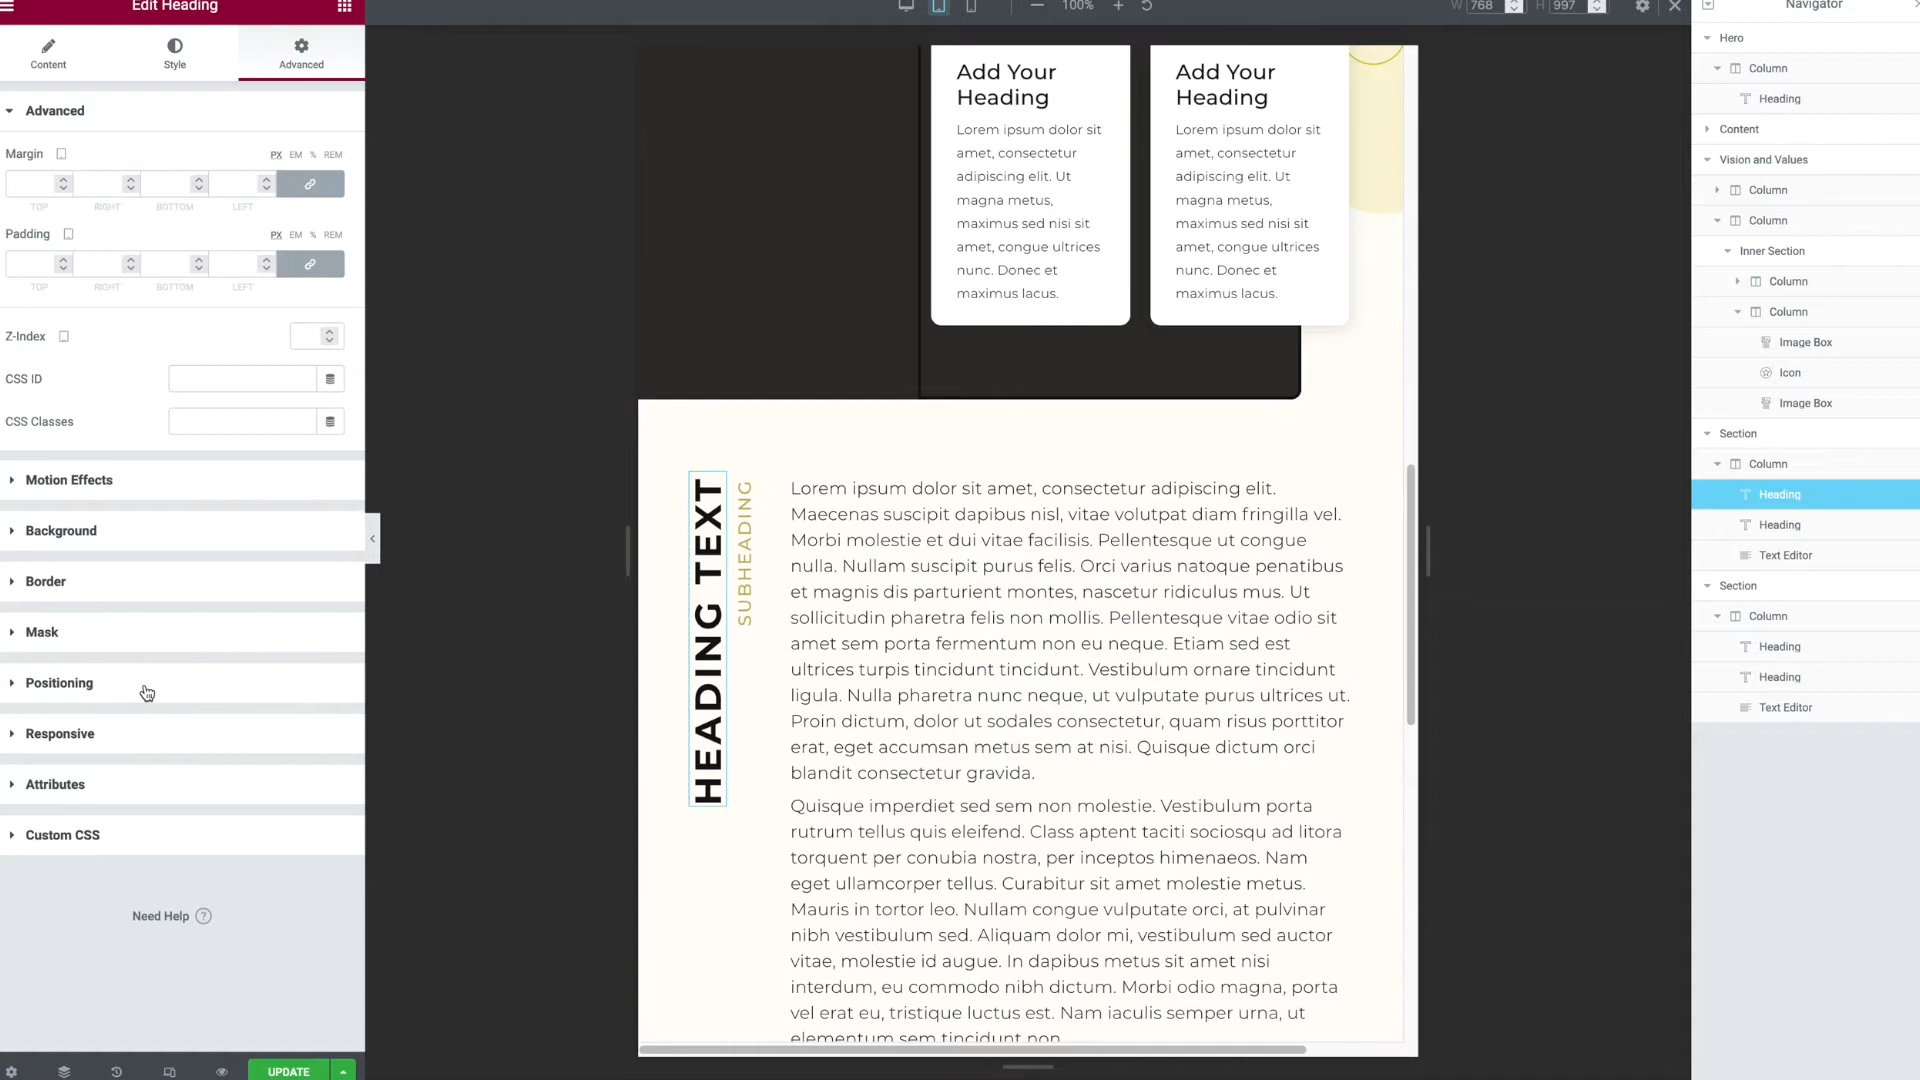 Edit Heading
Content
Style
Advanced
Advanced
Margin
PX EM % REM
TOP RIGHT BOTTOM LEFT
Padding
PX EM % REM
TOP RIGHT BOTTOM LEFT
Z-Index
CSS ID
CSS Classes
Motion Effects
Background
Border
Mask
Positioning
Responsive
Attributes
Custom CSS
Need Help ?
UPDATE
100%
W 768 H 997
Add Your
Heading
Lorem ipsum dolor sit
amet, consectetur
adipiscing elit. Ut
magna metus,
maximus sed nisi sit
amet, congue ultrices
nunc. Donec et
maximus lacus.
Add Your
Heading
Lorem ipsum dolor sit
amet, consectetur
adipiscing elit. Ut
magna metus,
maximus sed nisi sit
amet, congue ultrices
nunc. Donec et
maximus lacus.
HEADING TEXT
SUBHEADING
Lorem ipsum dolor sit amet, consectetur adipiscing elit.
Maecenas suscipit dapibus nisl, vitae volutpat diam fringilla vel.
Morbi molestie et dui vitae facilisis. Pellentesque ut congue
nulla. Nullam suscipit purus felis. Orci varius natoque penatibus
et magnis dis parturient montes, nascetur ridiculus mus. Ut
sollicitudin pharetra felis non mollis. Pellentesque vitae odio sit
amet sem porta fermentum non eu neque. Etiam sed est
ultrices turpis tincidunt tincidunt. Vestibulum ornare tincidunt
ligula. Nulla pharetra nunc neque, ut vulputate purus ultrices ut.
Proin dictum, dolor ut sodales consectetur, quam risus porttitor
erat, eget accumsan metus sem at nisi. Quisque dictum orci
blandit consectetur gravida.
Quisque imperdiet sed sem non molestie. Vestibulum porta
rutrum tellus quis eleifend. Class aptent taciti sociosqu ad litora
torquent per conubia nostra, per inceptos himenaeos. Nam
eget ullamcorper tellus. Curabitur sit amet molestie metus.
Mauris in tortor leo. Nullam congue vulputate orci, at pulvinar
nibh vestibulum sed. Aliquam dolor mi, vestibulum sed auctor
vitae, molestie id augue. In dapibus metus sit amet nisi
interdum, eu commodo nibh dictum. Morbi odio magna, porta
vel erat eu, tristique luctus est. Nam iaculis semper urna, ut
elementum sem tincidunt non
Navigator
Hero
Column
Heading
Content
Vision and Values
Column
Column
Inner Section
Column
Column
Image Box
Icon
Image Box
Section
Column
Heading
Heading
Text Editor
Section
Column
Heading
Heading
Text Editor